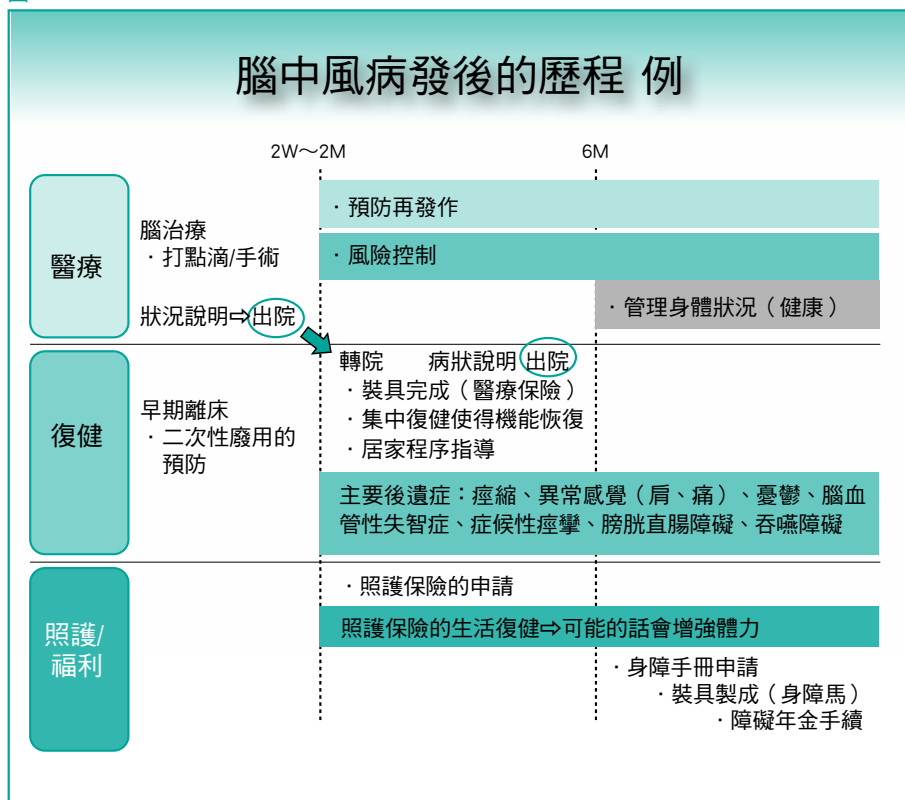 腦中風病發後的歷程 例
2W～2M
6M
醫療
腦治療
・打點滴/手術
狀況說明⇨出院
・預防再發作
・風險控制
・管理身體狀況（健康）
復健
早期離床
・二次性廢用的
預防
轉院 病狀說明 出院
・裝具完成（醫療保險）
・集中復健使得機能恢復
・居家程序指導
主要後遺症：痙縮、異常感覺（肩、痛）、憂鬱、腦血
管性失智症、症候性痙攣、膀胱直腸障礙、吞嚥障礙
照護/
福利
・照護保險的申請
照護保險的生活復健⇨可能的話會增強體力
・身障手冊申請
・裝具製成（身障馬）
・障礙年金手續